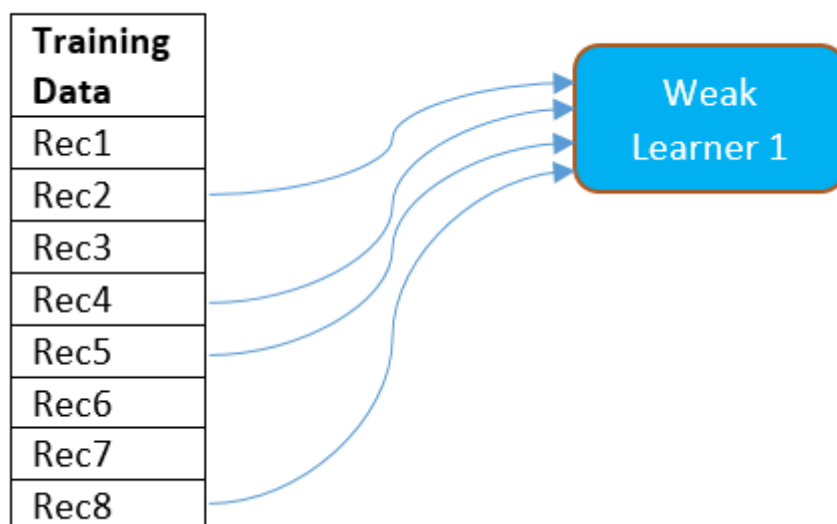 Training
Data
Rec1
Rec2
Rec3
Rec4
Rec5
Rec6
Rec7
Rec8
Weak
Learner 1